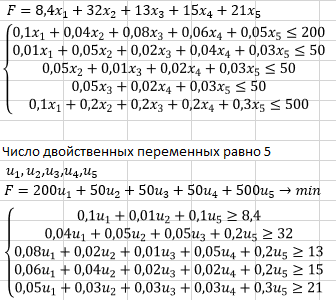 F = 8,4x₁ + 32x₂ + 13x₃ + 15x₄ + 21x₅
0,1x₁ + 0,04x₂ + 0,08x₃ + 0,06x₄ + 0,05x₅ ≤ 200
0,01x₁ + 0,05x₂ + 0,02x₃ + 0,04x₄ + 0,03x₅ ≤ 50
0,05x₂ + 0,01x₃ + 0,02x₄ + 0,03x₅ ≤ 50
0,05x₃ + 0,02x₄ + 0,03x₅ ≤ 50
0,1x₁ + 0,2x₂ + 0,2x₃ + 0,2x₄ + 0,3x₅ ≤ 500
Число двойственных переменных равно 5
u₁, u₂, u₃, u₄, u₅
F = 200u₁ + 50u₂ + 50u₃ + 50u₄ + 500u₅ → min
0,1u₁ + 0,01u₂ + 0,1u₅ ≥ 8,4
0,04u₁ + 0,05u₂ + 0,05u₃ + 0,2u₅ ≥ 32
0,08u₁ + 0,02u₂ + 0,01u₃ + 0,05u₄ + 0,2u₅ ≥ 13
0,06u₁ + 0,04u₂ + 0,02u₃ + 0,02u₄ + 0,2u₅ ≥ 15
0,05u₁ + 0,03u₂ + 0,03u₃ + 0,03u₄ + 0,3u₅ ≥ 21